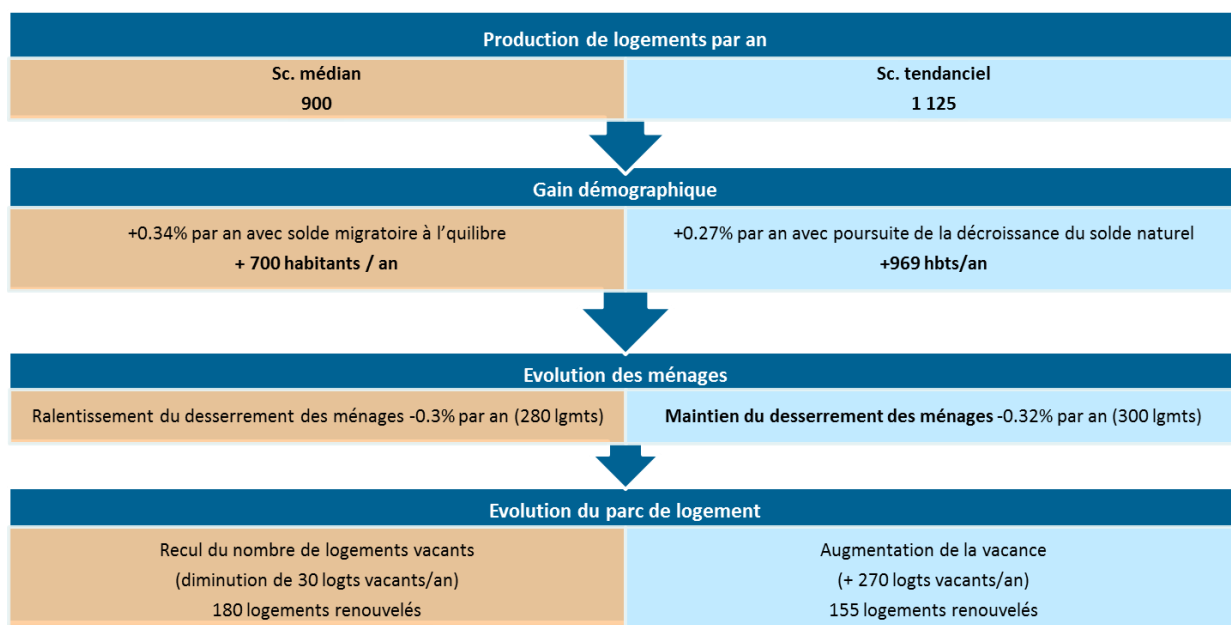 Production de logements par an
Sc. médian
900
Sc. tendanciel
1 125
Gain démographique
+0.34% par an avec solde migratoire à l’quilibre
+ 700 habitants / an
+0.27% par an avec poursuite de la décroissance du solde naturel
+969 hbts/an
Evolution des ménages
Ralentissement du desserrement des ménages -0.3% par an (280 lgmts)
Maintien du desserrement des ménages -0.32% par an (300 lgmts)
Evolution du parc de logement
Recul du nombre de logements vacants
(diminution de 30 logts vacants/an)
180 logements renouvelés
Augmentation de la vacance
(+ 270 logts vacants/an)
155 logements renouvelés